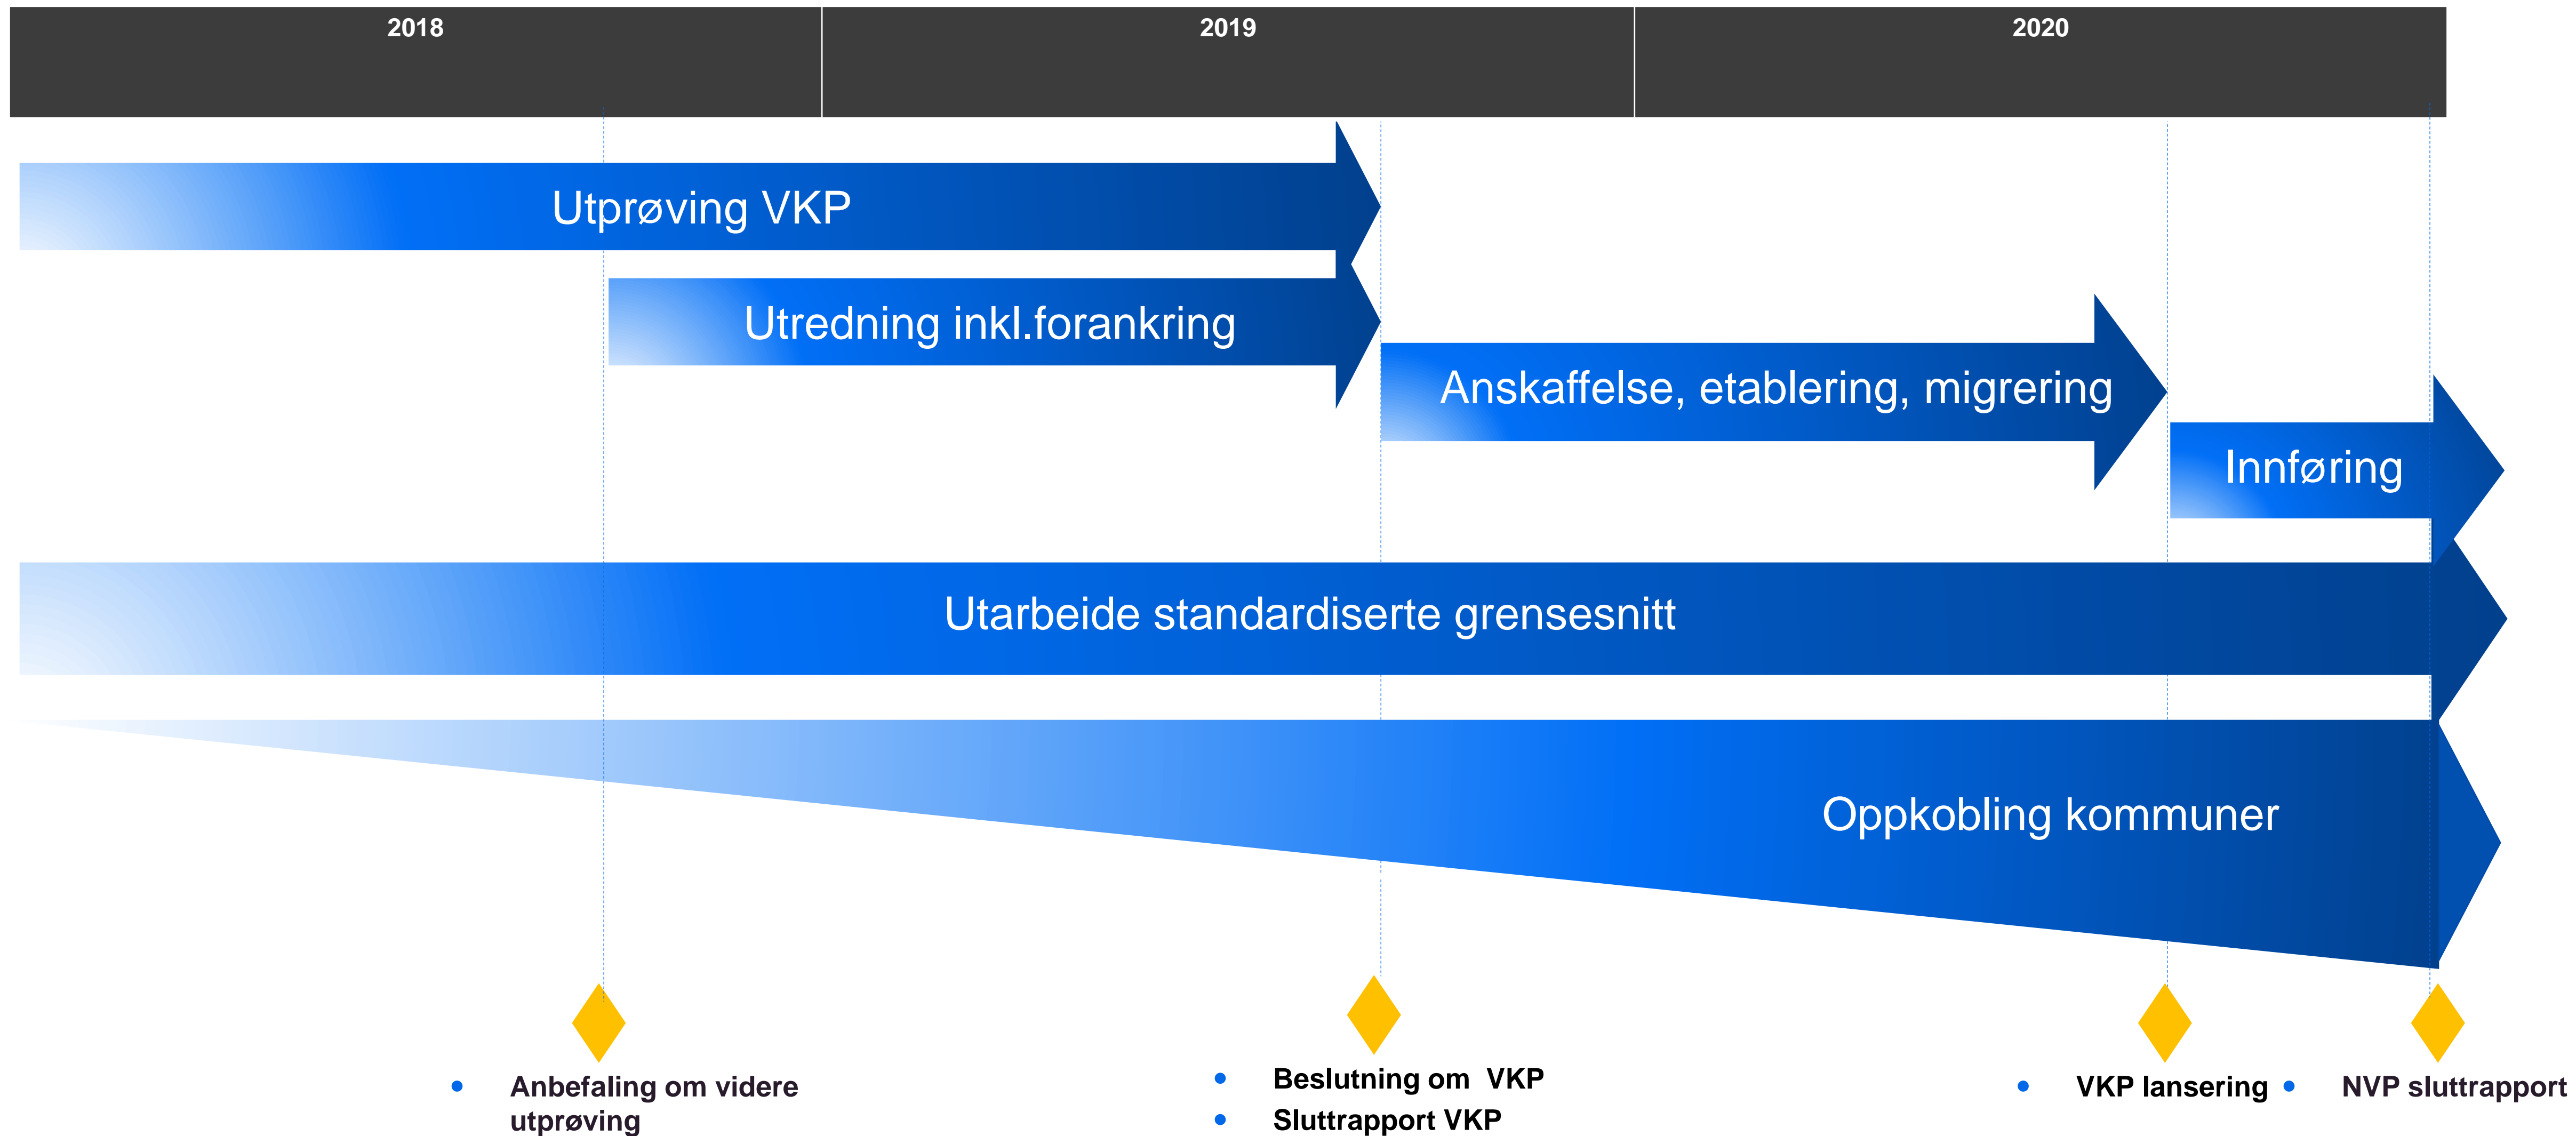 2018
2019
2020
Utprøving VKP
Utredning inkl.forankring
Anskaffelse, etablering, migrering
Innføring
Utarbeide standardiserte grensesnitt
Oppkobling kommuner
• Anbefaling om videre
utprøving
• Beslutning om  VKP
• Sluttrapport VKP
• VKP lansering
• NVP sluttrapport